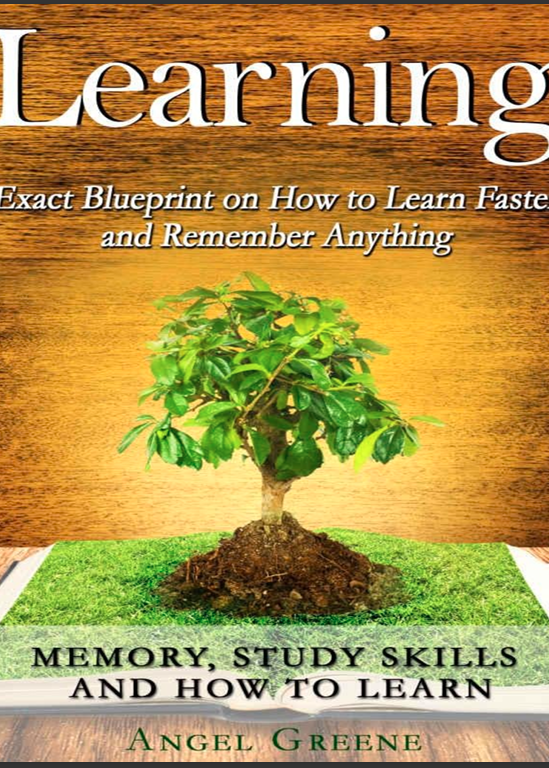 Learning
Exact Blueprint on How to Learn Faste
and Remember Anything
MEMORY, STUDY SKILLS
AND HOW TO LEARN
ANGEL GREENE